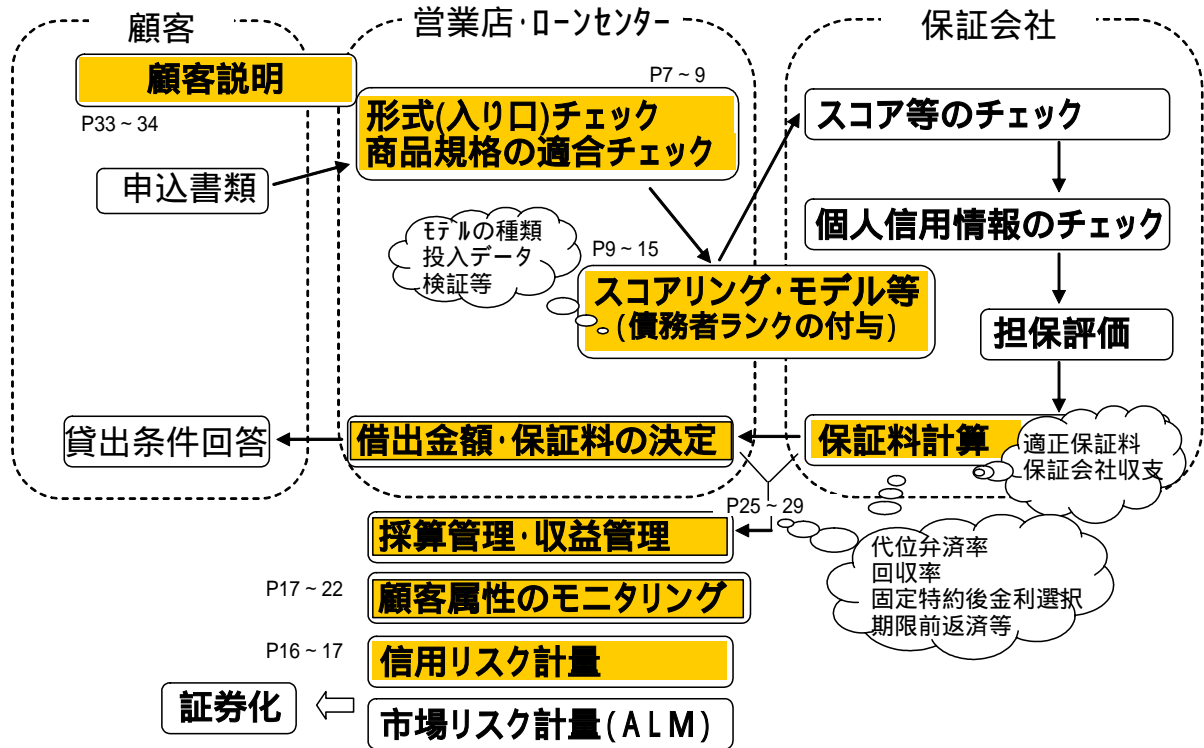 顧客
営業店・ローンセンター
保証会社
顧客説明
P33～34
P7～9
形式(入り口)チェック
商品規格の適合チェック
スコア等のチェック
申込書類
個人信用情報のチェック
モデルの種類
投入データ
検証等
P9～15
スコアリング・モデル等
(債務者ランクの付与)
担保評価
貸出条件回答
借出金額・保証料の決定
保証料計算
適正保証料
保証会社収支
P25～29
採算管理・収益管理
代位弁済率
回収率
固定特約後金利選択
期限前返済等
P17～22
顧客属性のモニタリング
P16～17
信用リスク計量
証券化
市場リスク計量(ALM)